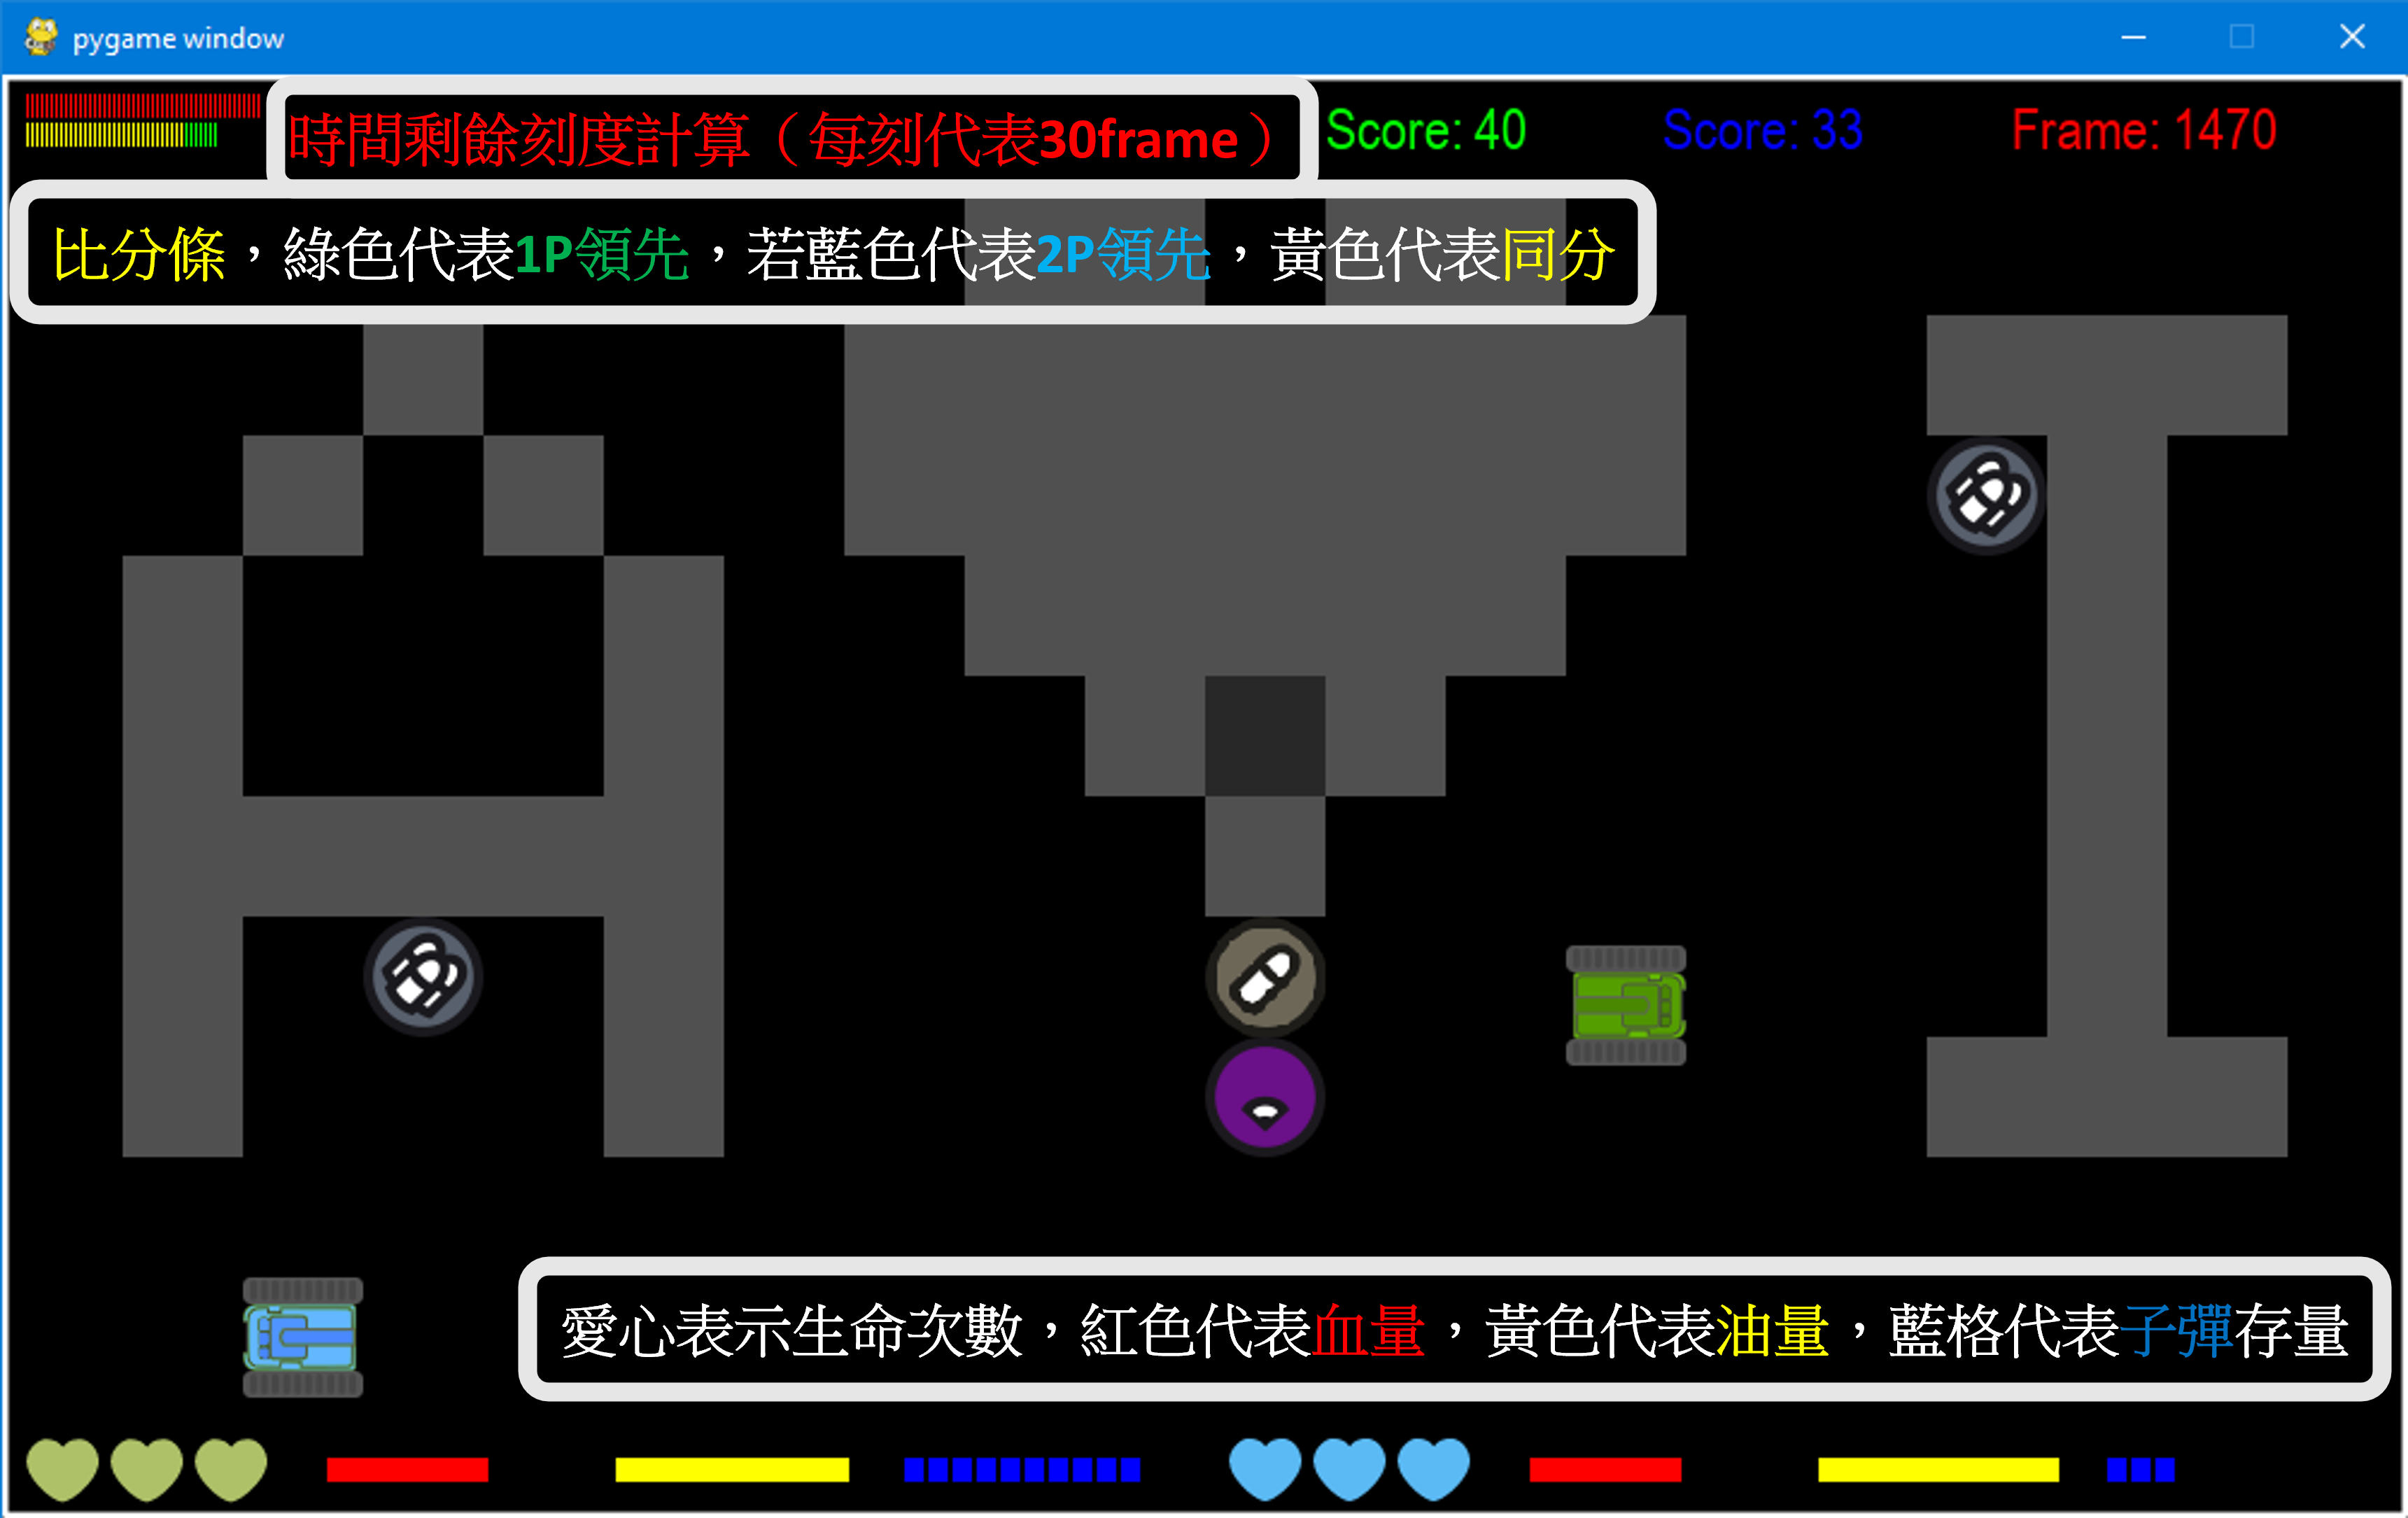 pygame window
時間剩餘刻度計算（每刻代表30frame）
Score: 40
Score: 33
Frame: 1470
比分條，綠色代表1P領先，若藍色代表2P領先，黃色代表同分
愛心表示生命次數，紅色代表血量，黃色代表油量，藍格代表子彈存量